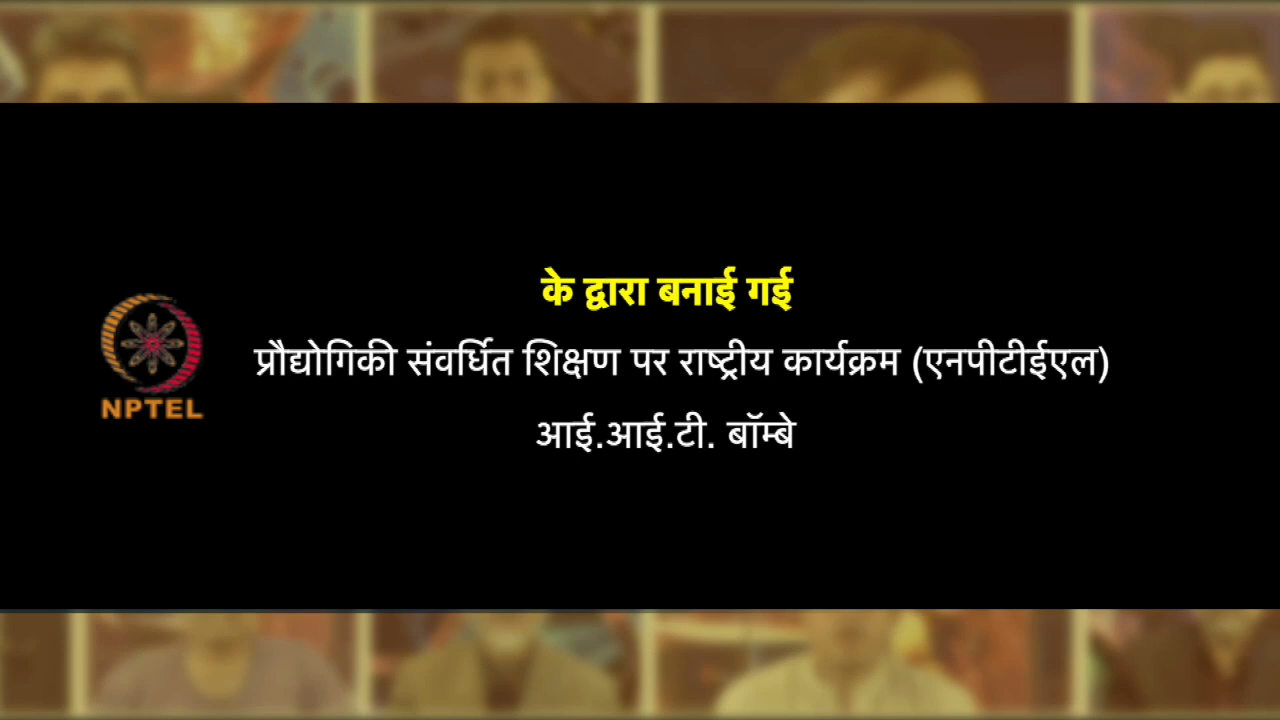 के द्वारा बनाई गई
प्रौद्योगिकी संवर्धित शिक्षण पर राष्ट्रीय कार्यक्रम (एनपीटीईएल)
आई.आई.टी. बॉम्बे
NPTEL